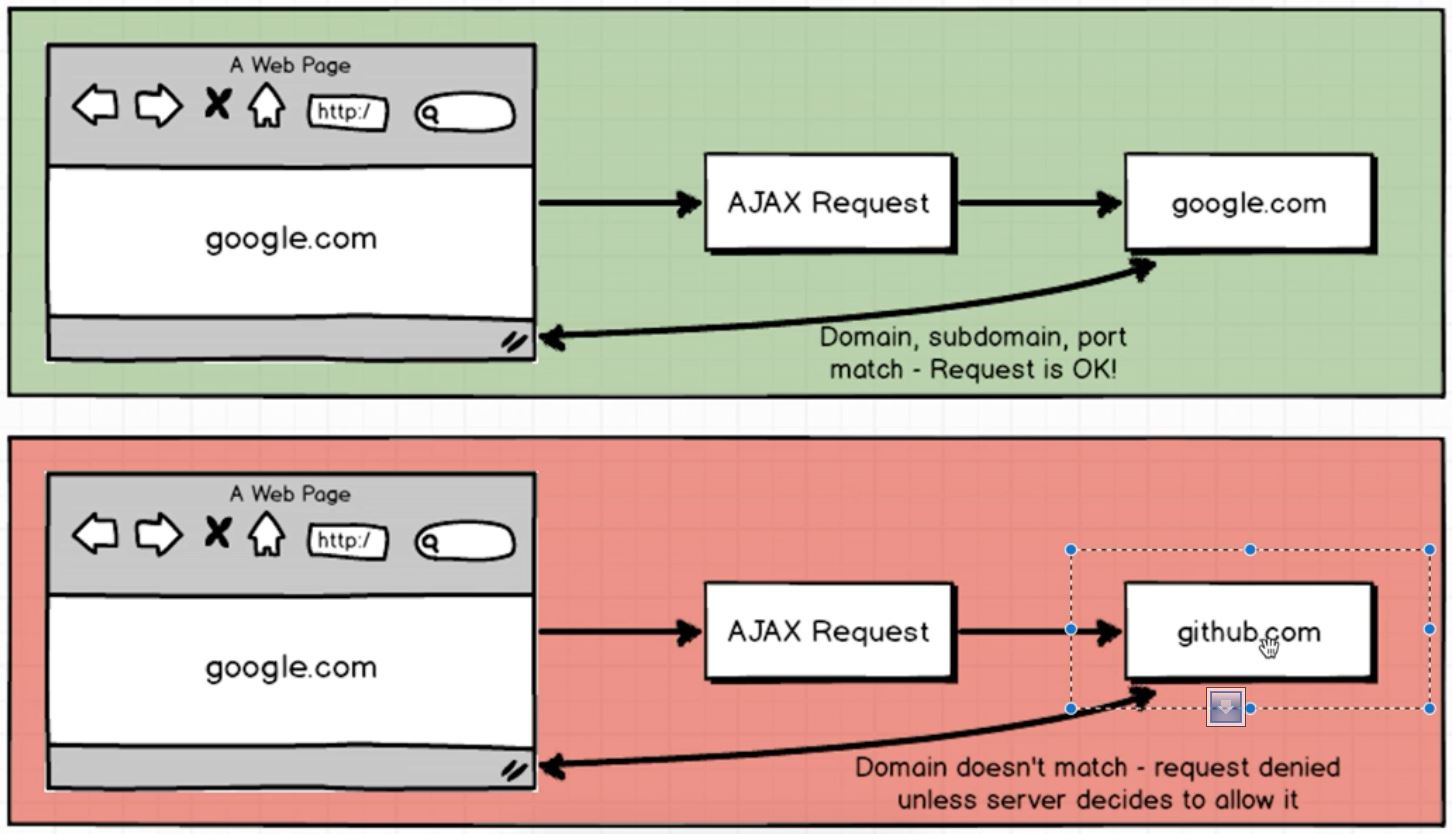 A Web Page
http:/
google.com
AJAX Request
google.com
Domain, subdomain, port
match - Request is OK!
A Web Page
http:/
google.com
AJAX Request
github.com
Domain doesn't match - request denied
unless server decides to allow it